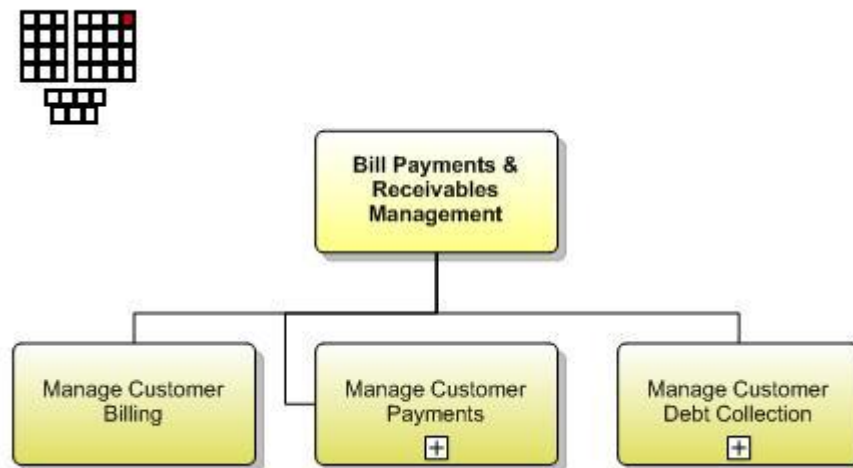 Bill Payments &
Receivables
Management
Manage Customer
Billing
Manage Customer
Payments
Manage Customer
Debt Collection